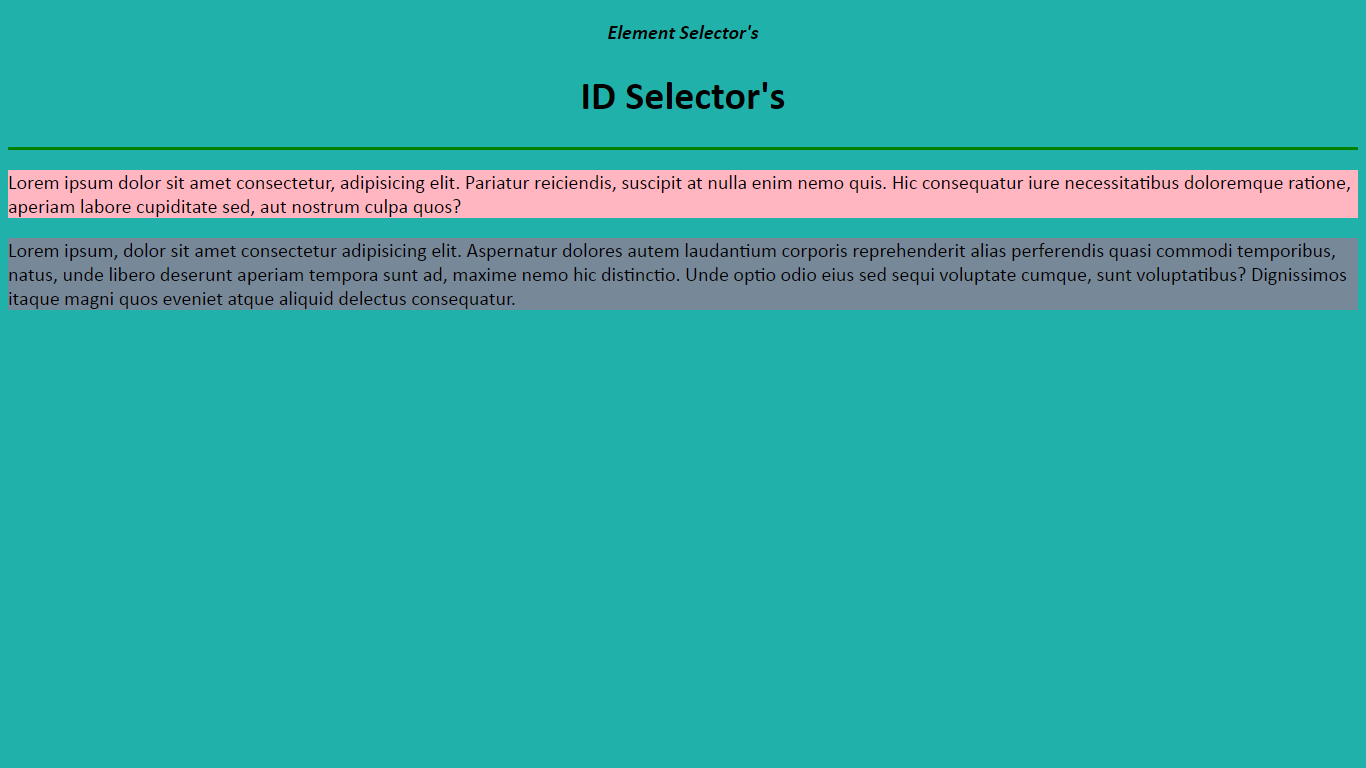 Element Selector's
ID Selector's
Lorem ipsum dolor sit amet consectetur, adipisicing elit. Pariatur reiciendis, suscipit at nulla enim nemo quis. Hic consequatur iure necessitatibus doloremque ratione,
aperiam labore cupiditate sed, aut nostrum culpa quos?
Lorem ipsum, dolor sit amet consectetur adipisicing elit. Aspernatur dolores autem laudantium corporis reprehenderit alias perferendis quasi commodi temporibus,
natus, unde libero deserunt aperiam tempora sunt ad, maxime nemo hic distinctio. Unde optio odio eius sed sequi voluptate cumque, sunt voluptatibus? Dignissimos
itaque magni quos eveniet atque aliquid delectus consequatur.